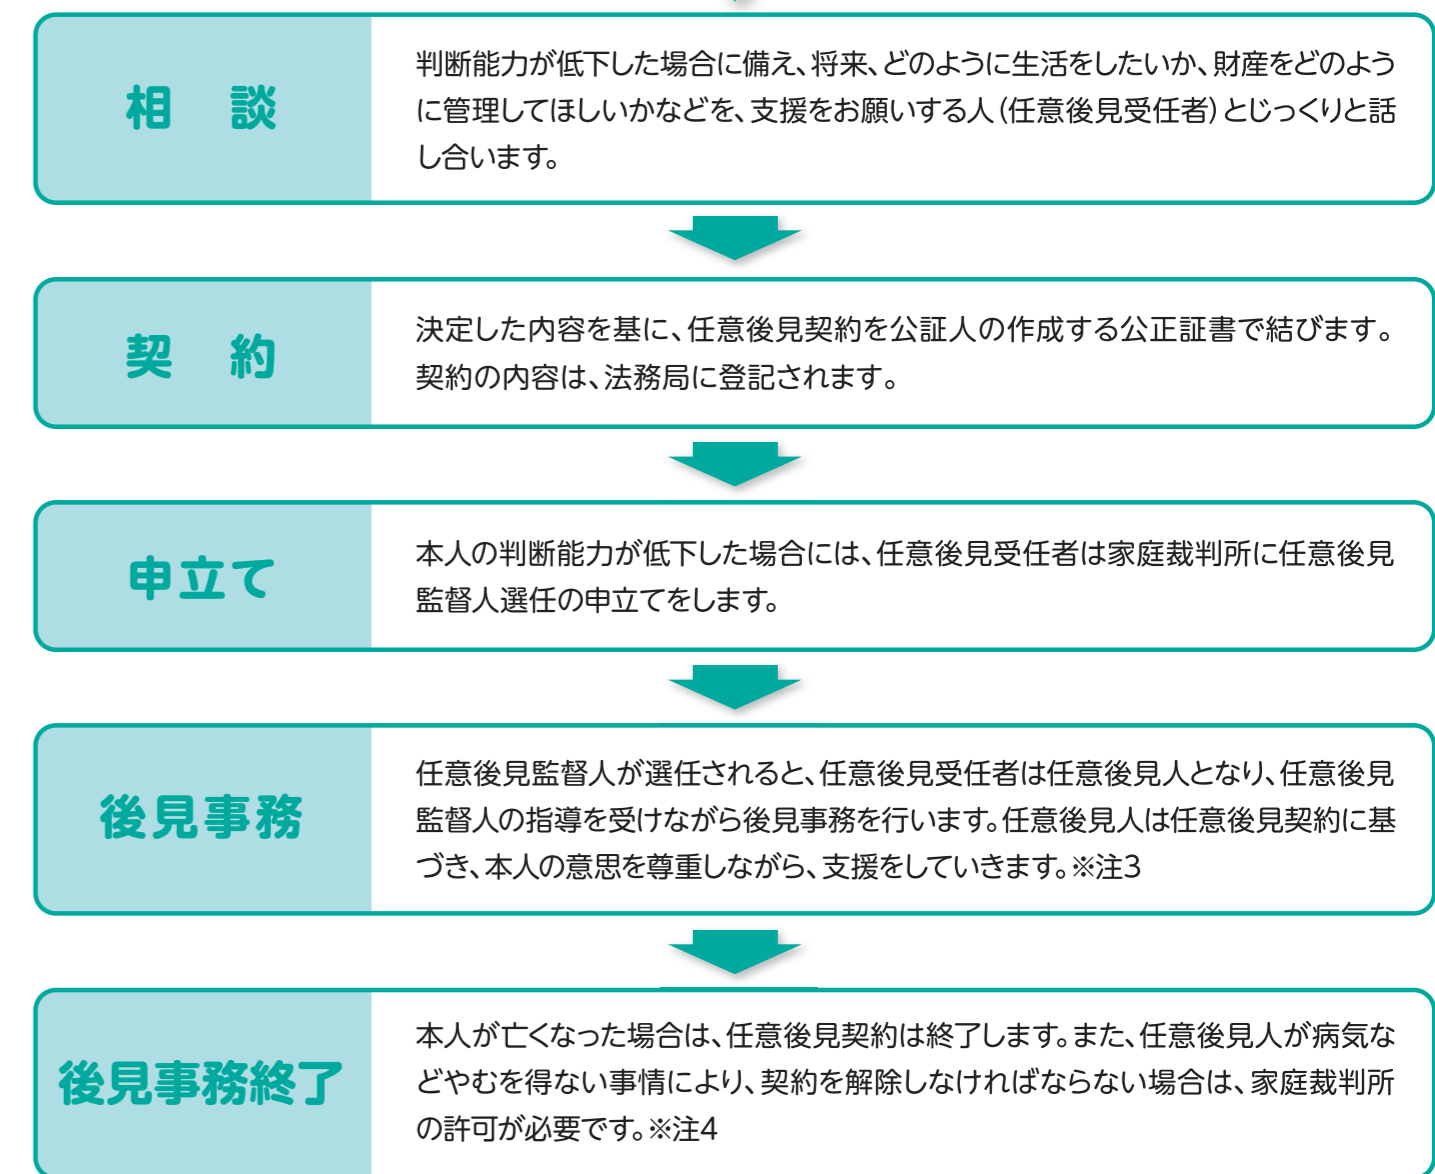 相　談
判断能力が低下した場合に備え、将来、どのように生活をしたいか、財産をどのよう
に管理してほしいかなどを、支援をお願いする人（任意後見受任者）とじっくりと話
し合います。
契　約
決定した内容を基に、任意後見契約を公証人の作成する公正証書で結びます。
契約の内容は、法務局に登記されます。
申立て
本人の判断能力が低下した場合には、任意後見受任者は家庭裁判所に任意後見
監督人選任の申立てをします。
後見事務
任意後見監督人が選任されると、任意後見受任者は任意後見人となり、任意後見
監督人の指導を受けながら後見事務を行います。任意後見人は任意後見契約に基
づき、本人の意思を尊重しながら、支援をしていきます。※注3
後見事務終了
本人が亡くなった場合は、任意後見契約は終了します。また、任意後見人が病気な
どやむを得ない事情により、契約を解除しなければならない場合は、家庭裁判所
の許可が必要です。※注4